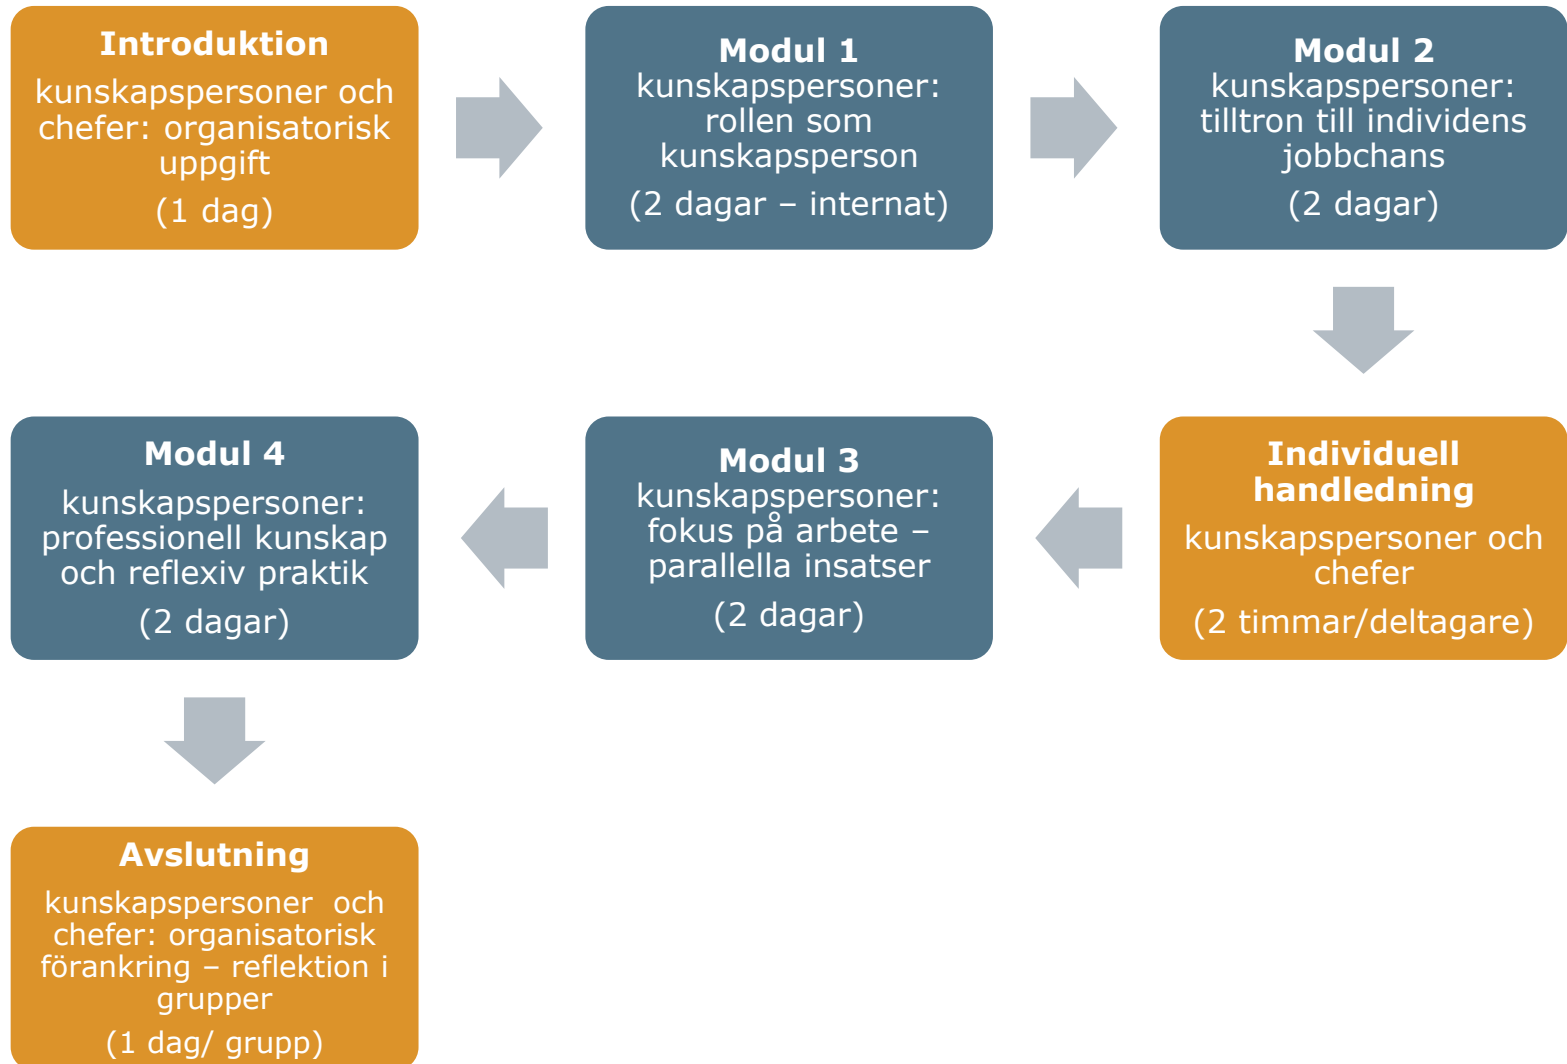 Introduktion
kunskapspersoner och
chefer: organisatorisk
uppgift
(1 dag)
Modul 1
kunskapspersoner:
rollen som
kunskapsperson
(2 dagar – internat)
Modul 2
kunskapspersoner:
tilltron till individens
jobbchans
(2 dagar)
Individuell
handledning
kunskapspersoner och
chefer
(2 timmar/deltagare)
Modul 3
kunskapspersoner:
fokus på arbete –
parallella insatser
(2 dagar)
Modul 4
kunskapspersoner:
professionell kunskap
och reflexiv praktik
(2 dagar)
Avslutning
kunskapspersoner  och
chefer: organisatorisk
förankring – reflektion i
grupper
(1 dag/ grupp)